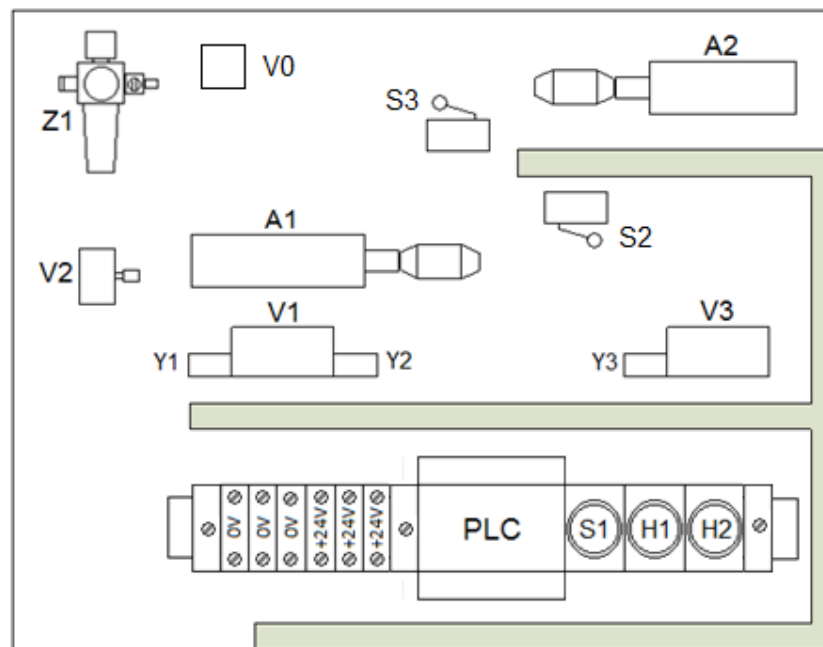 V0
A2
S3
Z1
S2
A1
V2
V1
V3
Y1
Y2
Y3
0V
0V
0V
+24V
+24V
+24V
PLC
S1
H1
H2